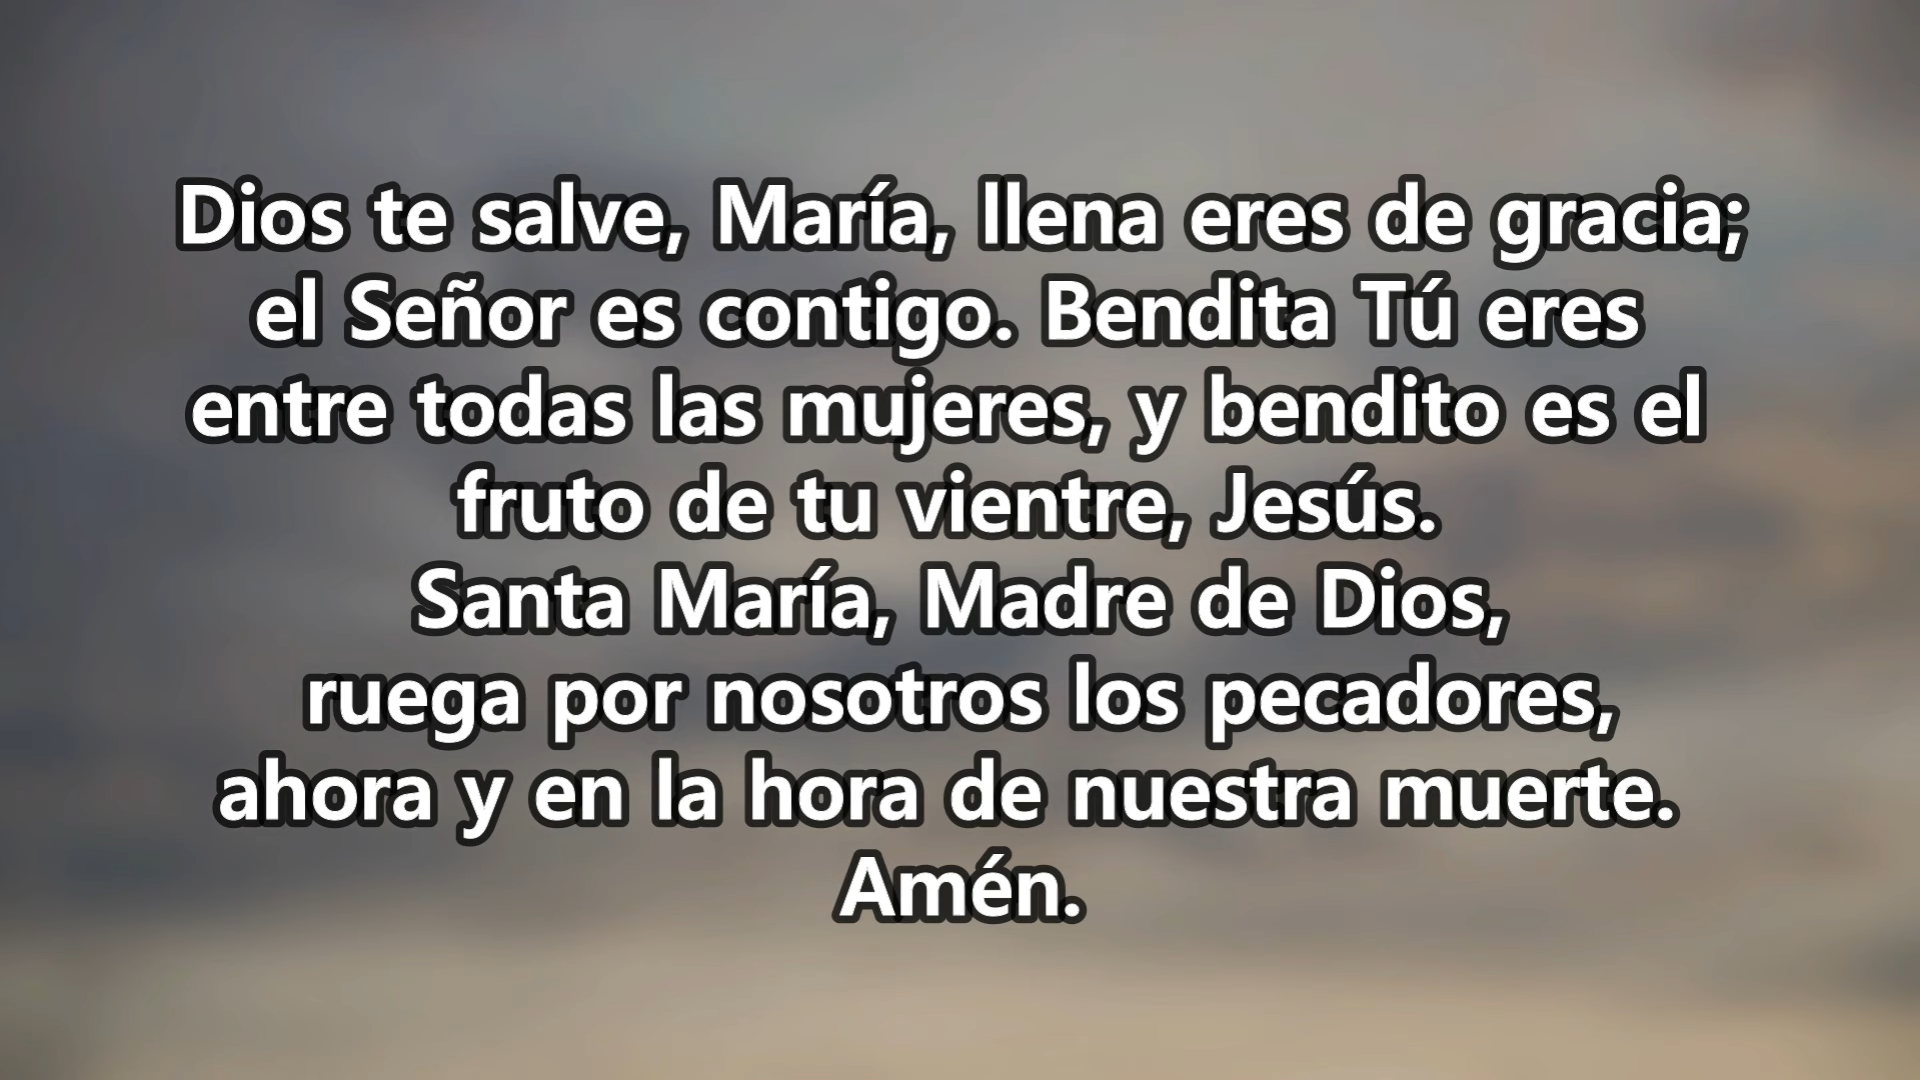 Dios te salve, María, llena eres de gracia;
el Señor es contigo. Bendita Tú eres
entre todas las mujeres, y bendito es el
fruto de tu vientre, Jesús.
Santa María, Madre de Dios,
ruega por nosotros los pecadores,
ahora y en la hora de nuestra muerte.
Amén.